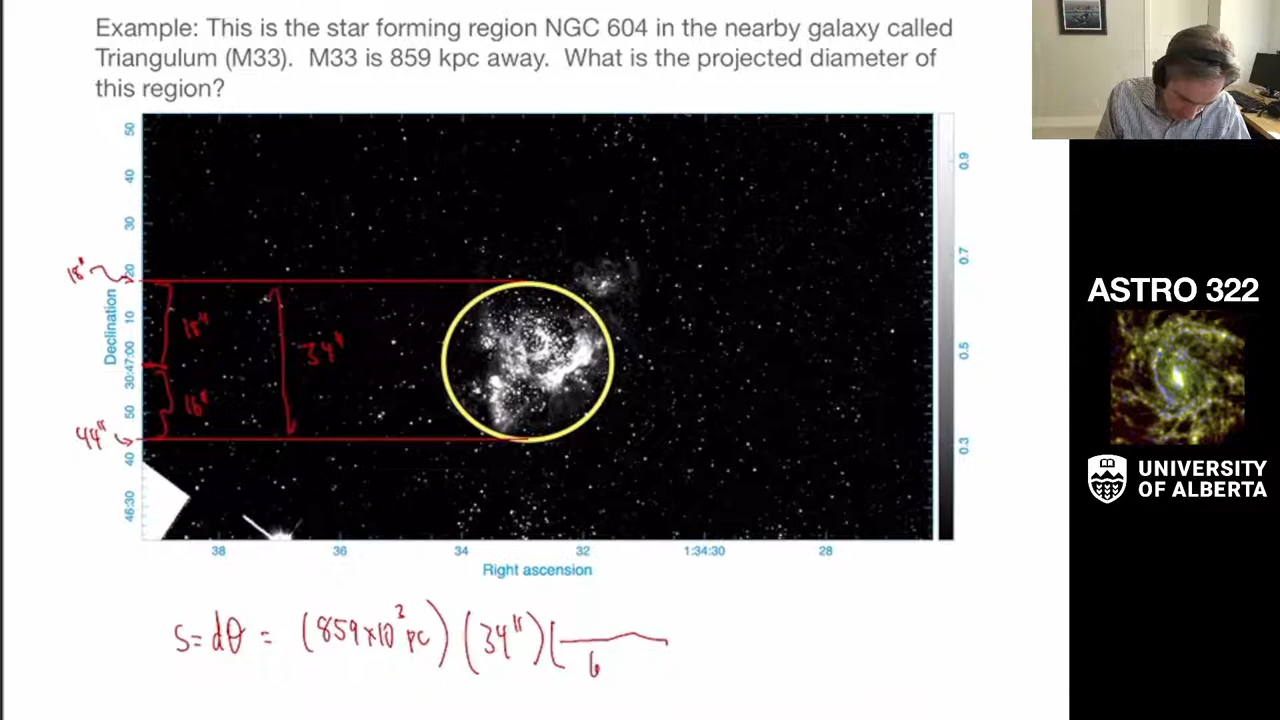 Example: This is the star forming region NGC 604 in the nearby galaxy called
Triangulum (M33). M33 is 859 kpc away. What is the projected diameter of
this region?
50
40
30
20
10
30:47:00
50
40
46:30
Declination
18"
18"
16"
34"
44"
0.9
0.7
0.5
0.3
38
36
34
32
1:34:30
28
Right ascension
S = dθ = (859×10³ pc) (34") (
ASTRO 322
UNIVERSITY
OF ALBERTA